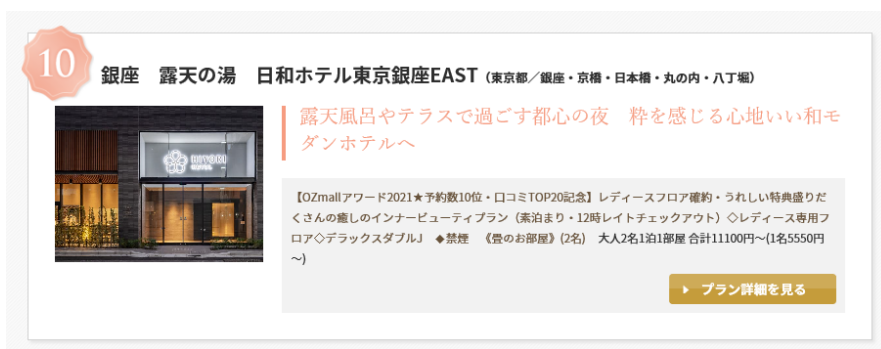 10
銀座　露天の湯　日和ホテル東京銀座EAST（東京都／銀座・京橋・日本橋・丸の内・八丁堀）
露天風呂やテラスで過ごす都心の夜　粋を感じる心地いい和モ
ダンホテルへ
HIYORI
HOTEL
【OZmallアワード2021★予約数10位・口コミTOP20記念】レディースフロア確約・うれしい特典盛りだ
くさんの癒しのインナービューティプラン（素泊まり・12時レイトチェックアウト）◇レディース専用フ
ロア◇デラックスダブルJ　◆禁煙　《畳のお部屋》(2名)　大人2名1泊1部屋 合計11100円～(1名5550円
～)
プラン詳細を見る